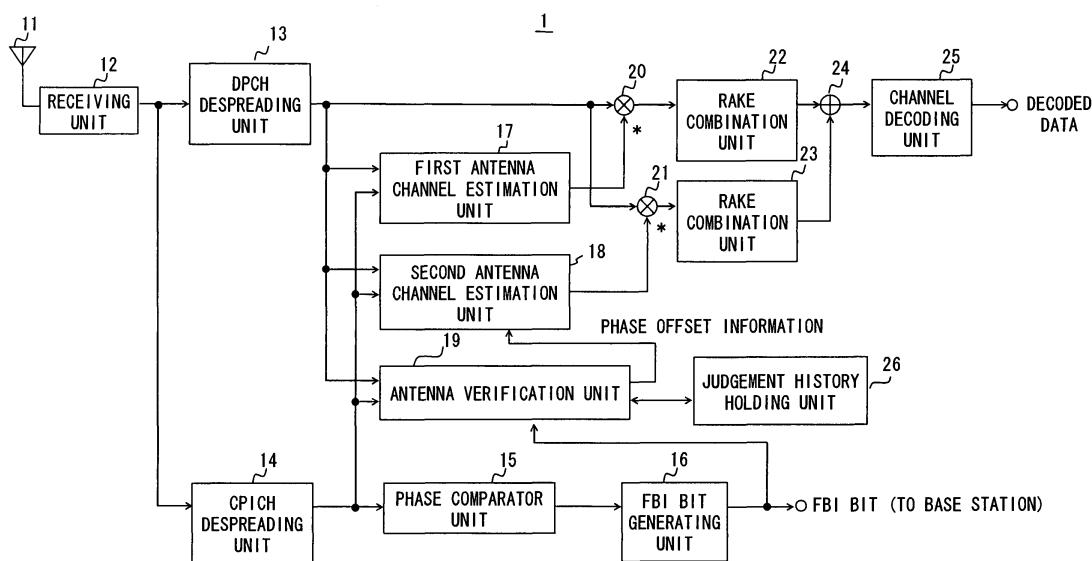 1
11
12
RECEIVING
UNIT
13
DPCH
DESPREADING
UNIT
20
*
22
RAKE
COMBINATION
UNIT
24
25
CHANNEL
DECODING
UNIT
DECODED
DATA
17
FIRST ANTENNA
CHANNEL ESTIMATION
UNIT
21
*
23
RAKE
COMBINATION
UNIT
18
SECOND ANTENNA
CHANNEL ESTIMATION
UNIT
PHASE OFFSET INFORMATION
19
ANTENNA VERIFICATION UNIT
26
JUDGEMENT HISTORY
HOLDING UNIT
14
CPICH
DESPREADING
UNIT
15
PHASE COMPARATOR
UNIT
16
FBI BIT
GENERATING
UNIT
FBI BIT (TO BASE STATION)